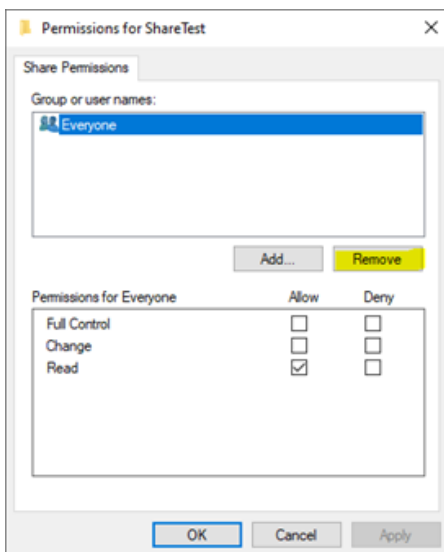 Permissions for ShareTest
Share Permissions
Group or user names:
Everyone
Add... Remove
Permissions for Everyone Allow Deny
Full Control
Change
Read
OK Cancel Apply